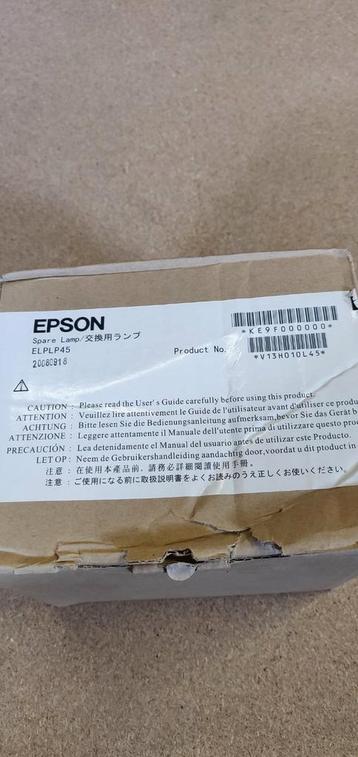 EPSON
Spare Lamp/交換用ランプ
ELPLP45
20080918
Product No.
*KE9F000000*
*V13H010L45*
CAUTION : Please read the User's Guide carefully before using this product.
ATTENTION : Veuillez lire attentivement le Guide de l'utilisateur avant d'utiliser ce produ
ACHTUNG : Bitte lesen Sie die Bedienungsanleitung aufmerksam, bevor Sie das Gerät b
ATTENZIONE : Leggere attentamente il Manuale dell'utente prima di utilizzare questo pro
PRECAUCIÓN : Lea detenidamente el Manual del usuario antes de utilizar este Producto.
LET OP : Neem de Gebruikershandleiding aandachtig door, voordat u dit product in
注意 : 在使用本產品前，請務必詳細閱讀使用手冊。
注意 : ご使用になる前に取扱説明書をよくお読みのうえ正しくお使いください。